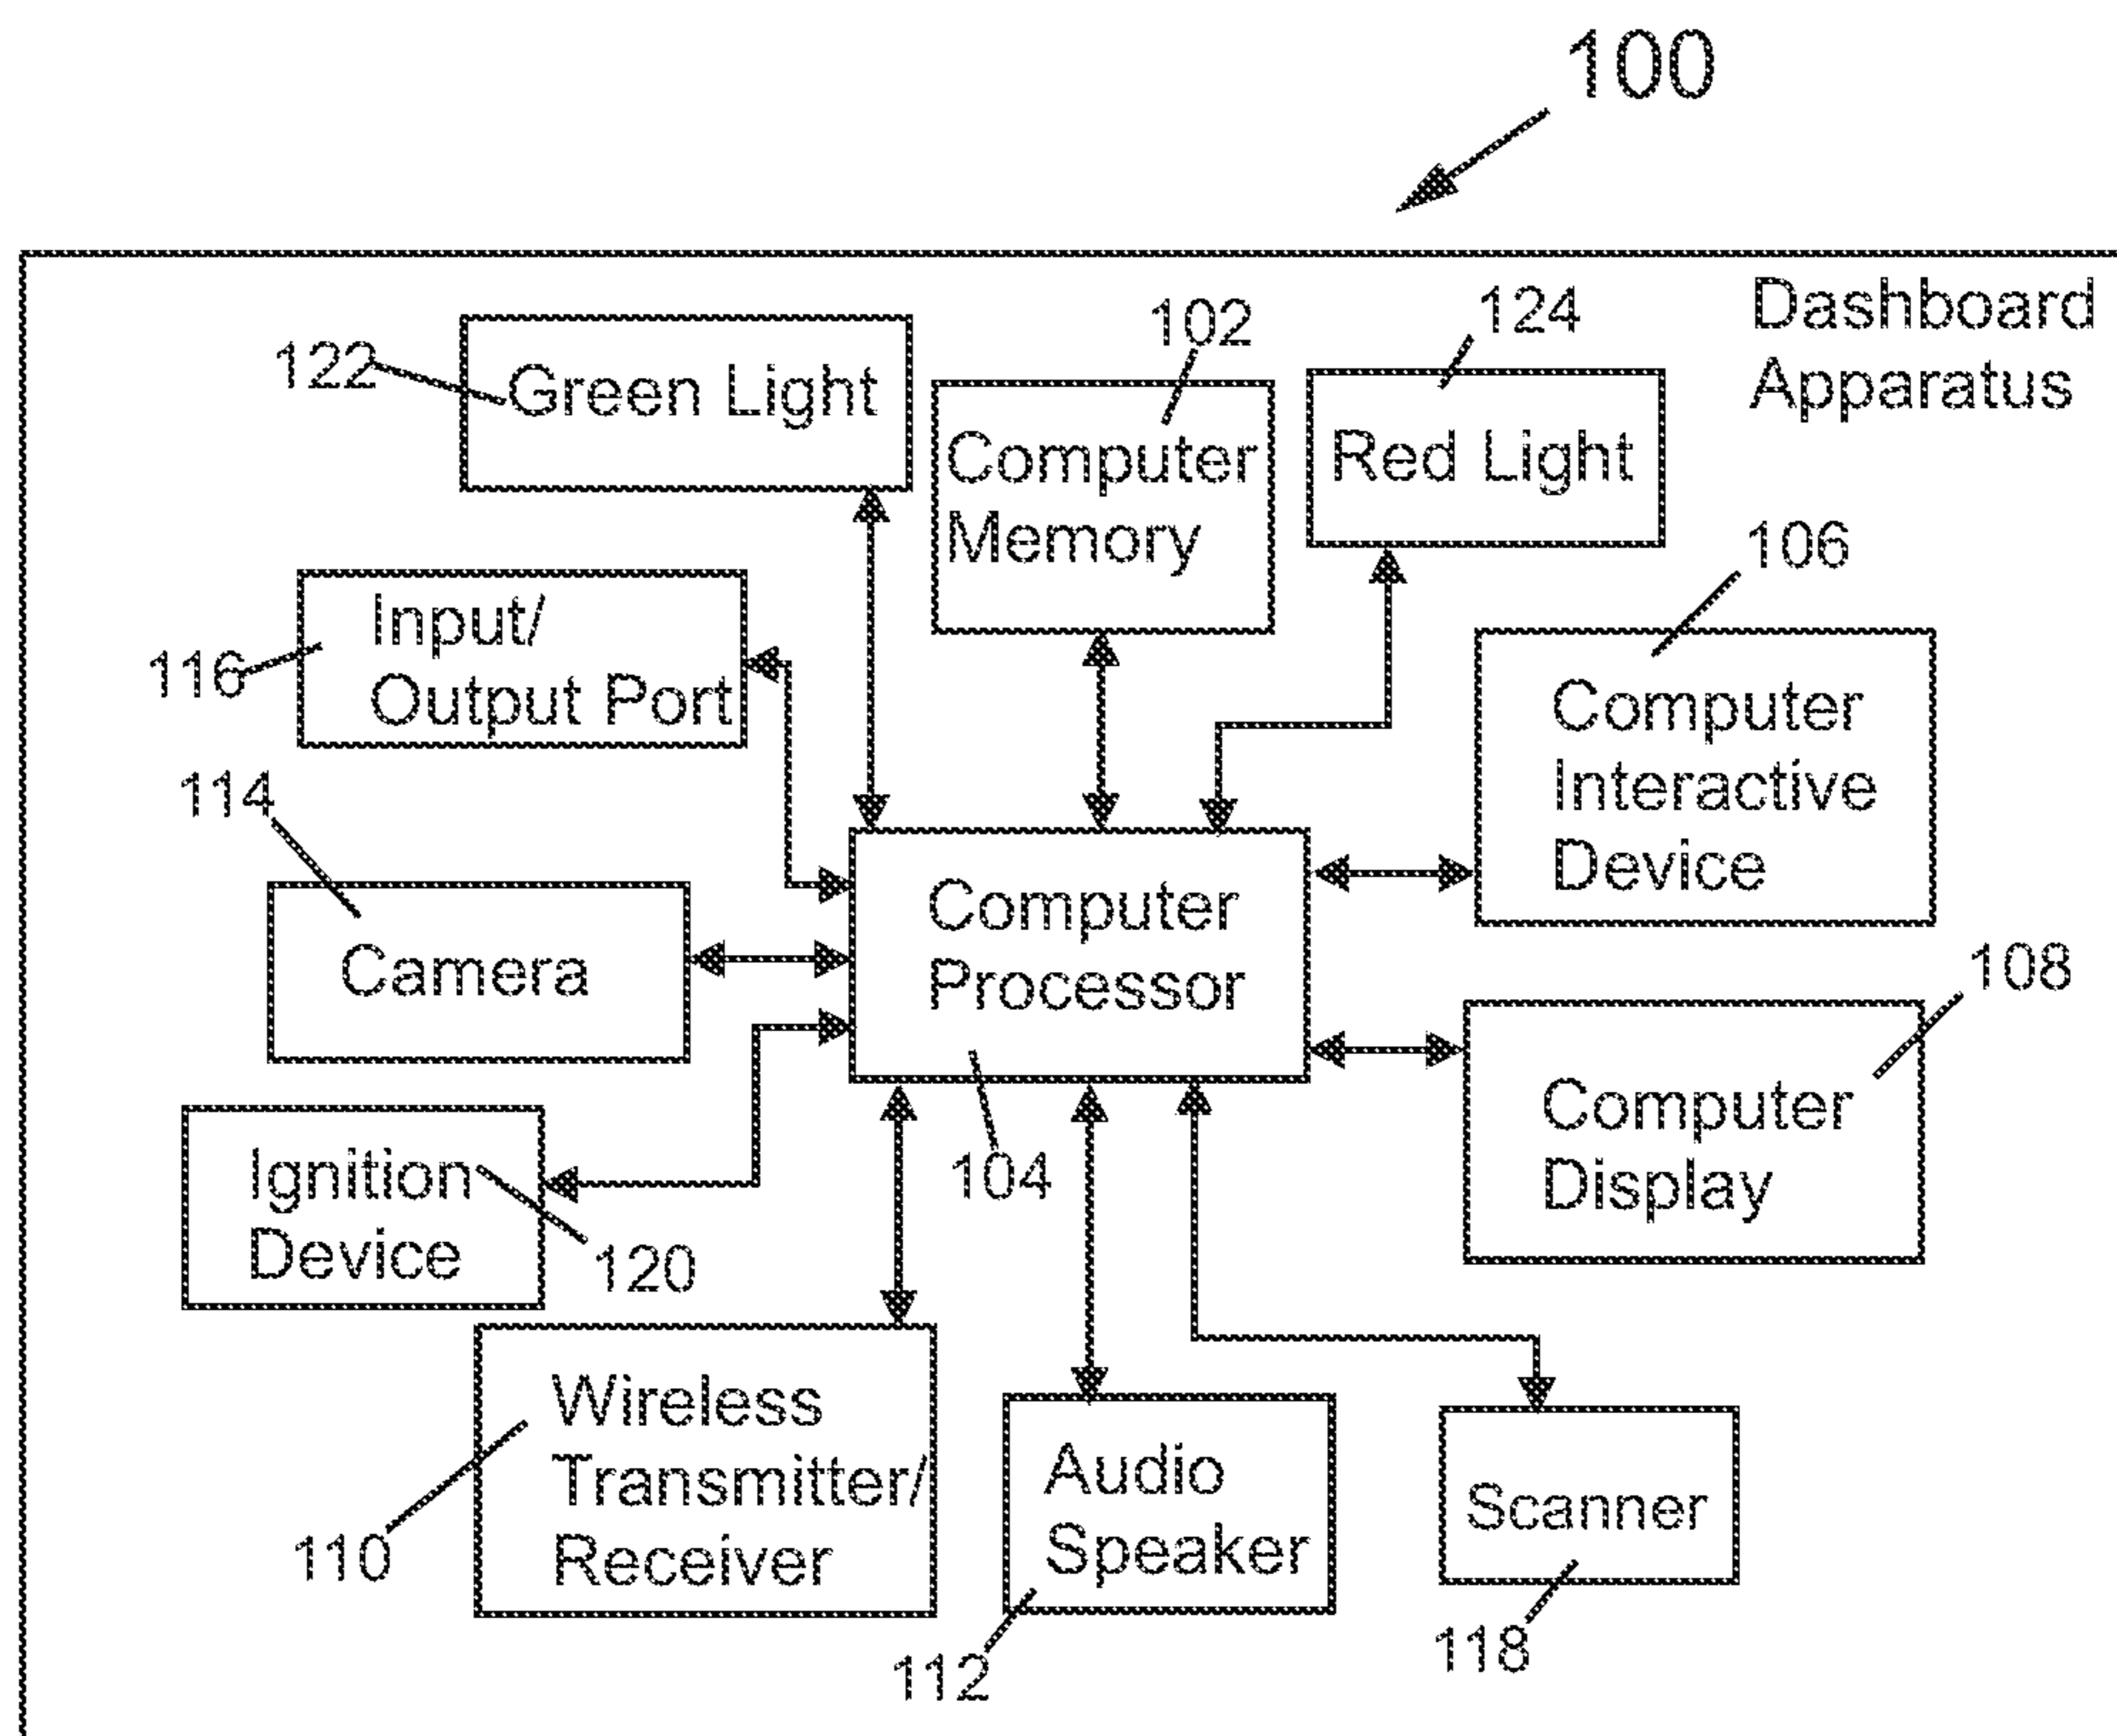 100
Dashboard
Apparatus
122
Green Light
102
Computer
Memory
124
Red Light
116
Input/
Output Port
106
Computer
Interactive
Device
114
Camera
Computer
Processor
104
108
Computer
Display
Ignition
Device
120
110
Wireless
Transmitter/
Receiver
Audio
Speaker
112
Scanner
118